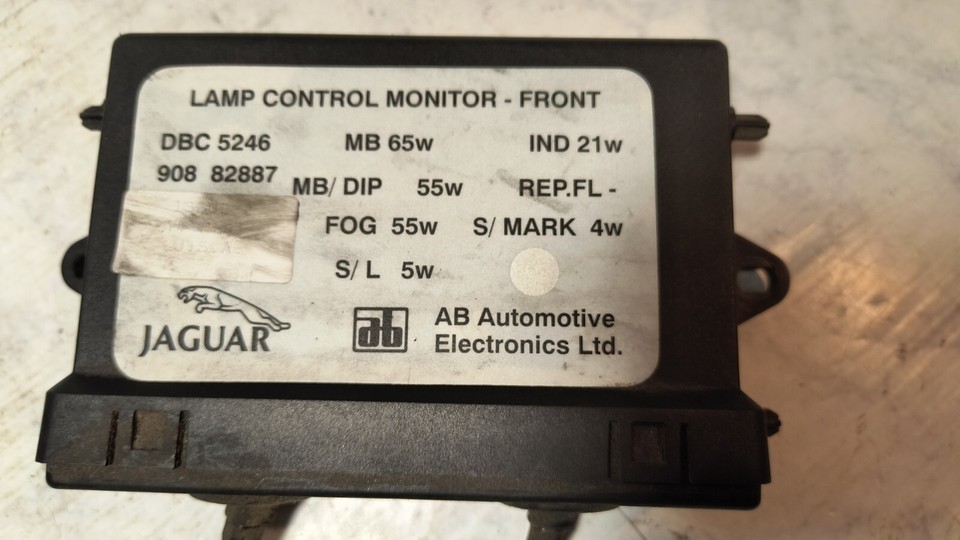 LAMP CONTROL MONITOR - FRONT
DBC 5246 MB 65w IND 21w
908 82887 MB/ DIP 55w REP.FL -
FOG 55w S/ MARK 4w
S/ L 5w
JAGUAR
ab AB Automotive
Electronics Ltd.